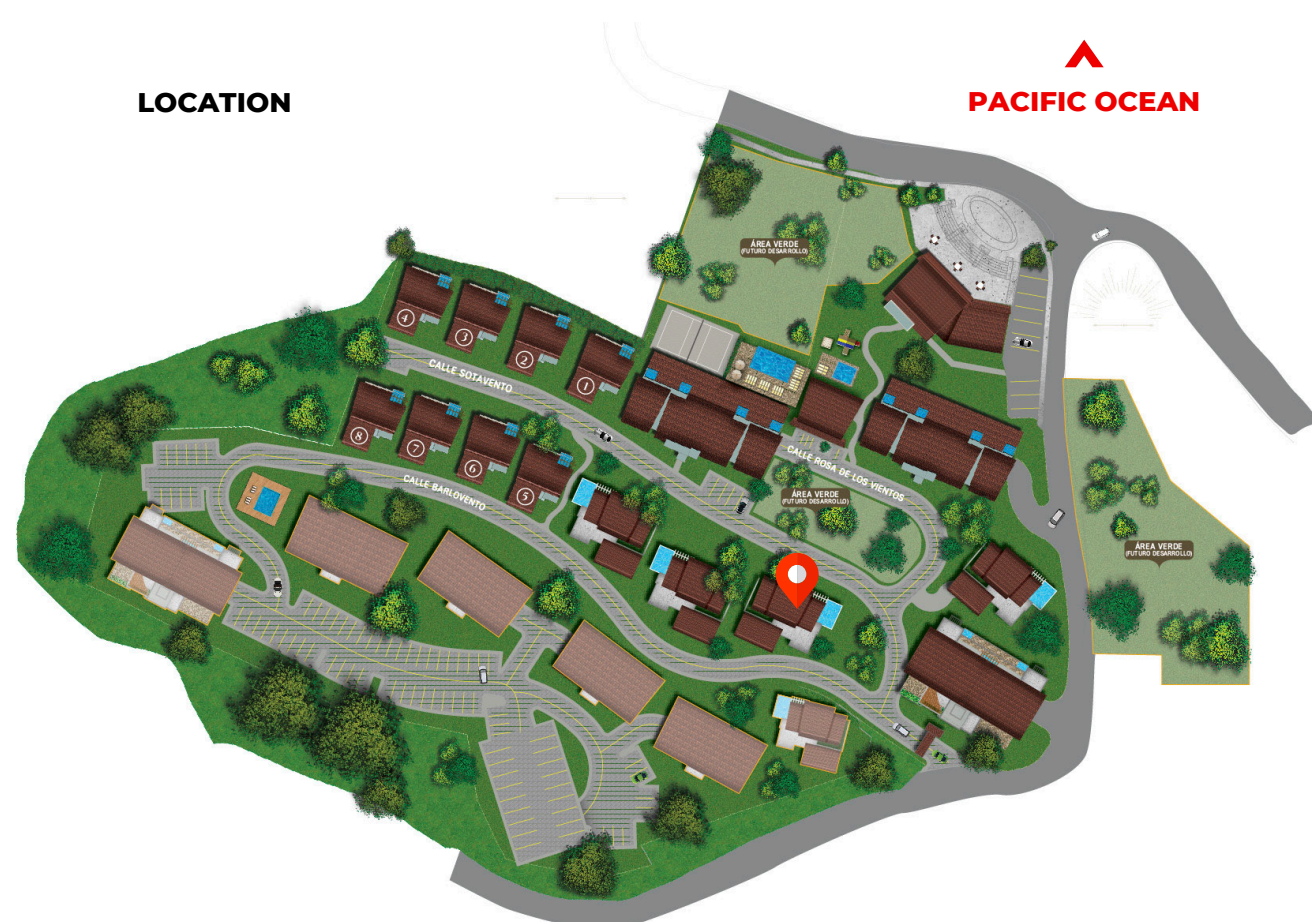 LOCATION
PACIFIC OCEAN
ÁREA VERDE
(FUTURO DESARROLLO)
4
3
2
1
CALLE SOTAVENTO
8
7
6
5
CALLE BARLOVENTO
CALLE ROSA DE LOS VIENTOS
ÁREA VERDE
(FUTURO DESARROLLO)
ÁREA VERDE
(FUTURO DESARROLLO)